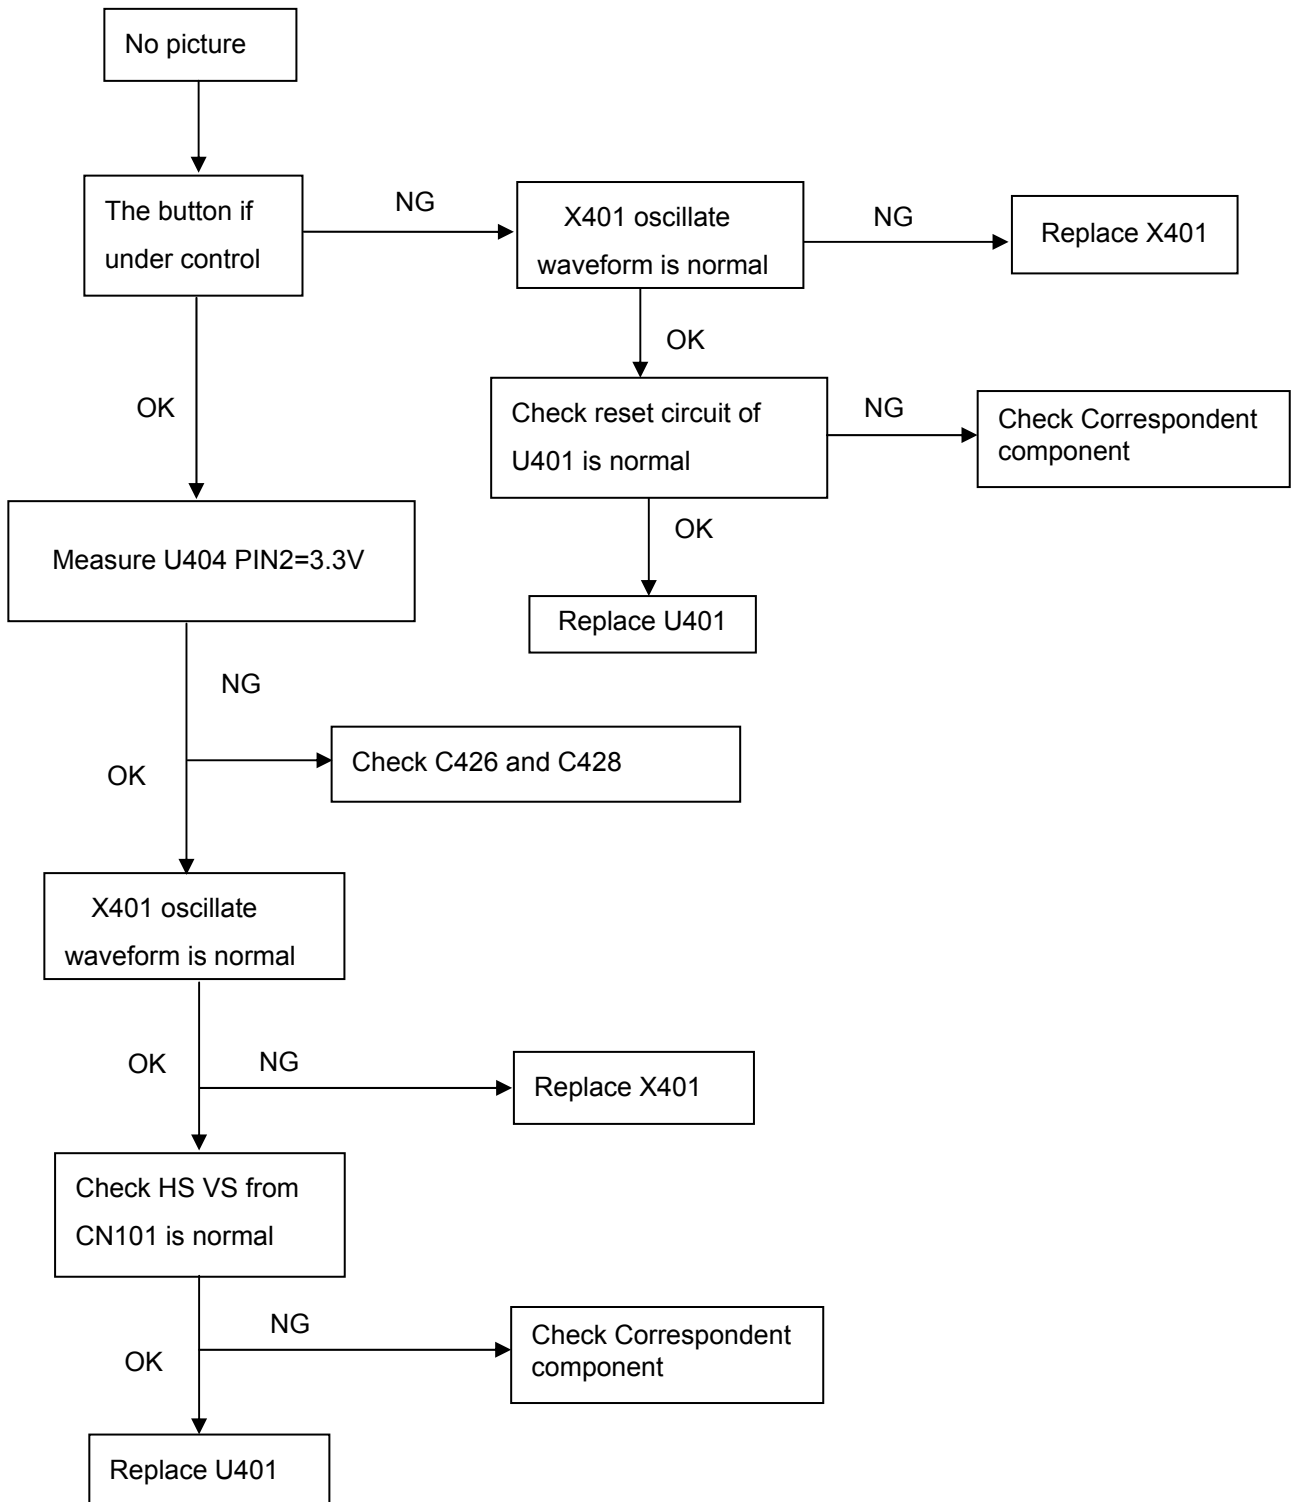 No picture
The button if
under control
NG
X401 oscillate
waveform is normal
NG
Replace X401
OK
OK
Check reset circuit of
U401 is normal
NG
Check Correspondent
component
OK
Replace U401
Measure U404 PIN2=3.3V
NG
OK
Check C426 and C428
X401 oscillate
waveform is normal
OK
NG
Replace X401
Check HS VS from
CN101 is normal
NG
OK
Check Correspondent
component
Replace U401